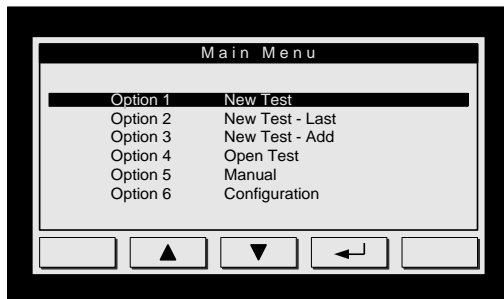 Main Menu
Option 1 New Test
Option 2 New Test - Last
Option 3 New Test - Add
Option 4 Open Test
Option 5 Manual
Option 6 Configuration